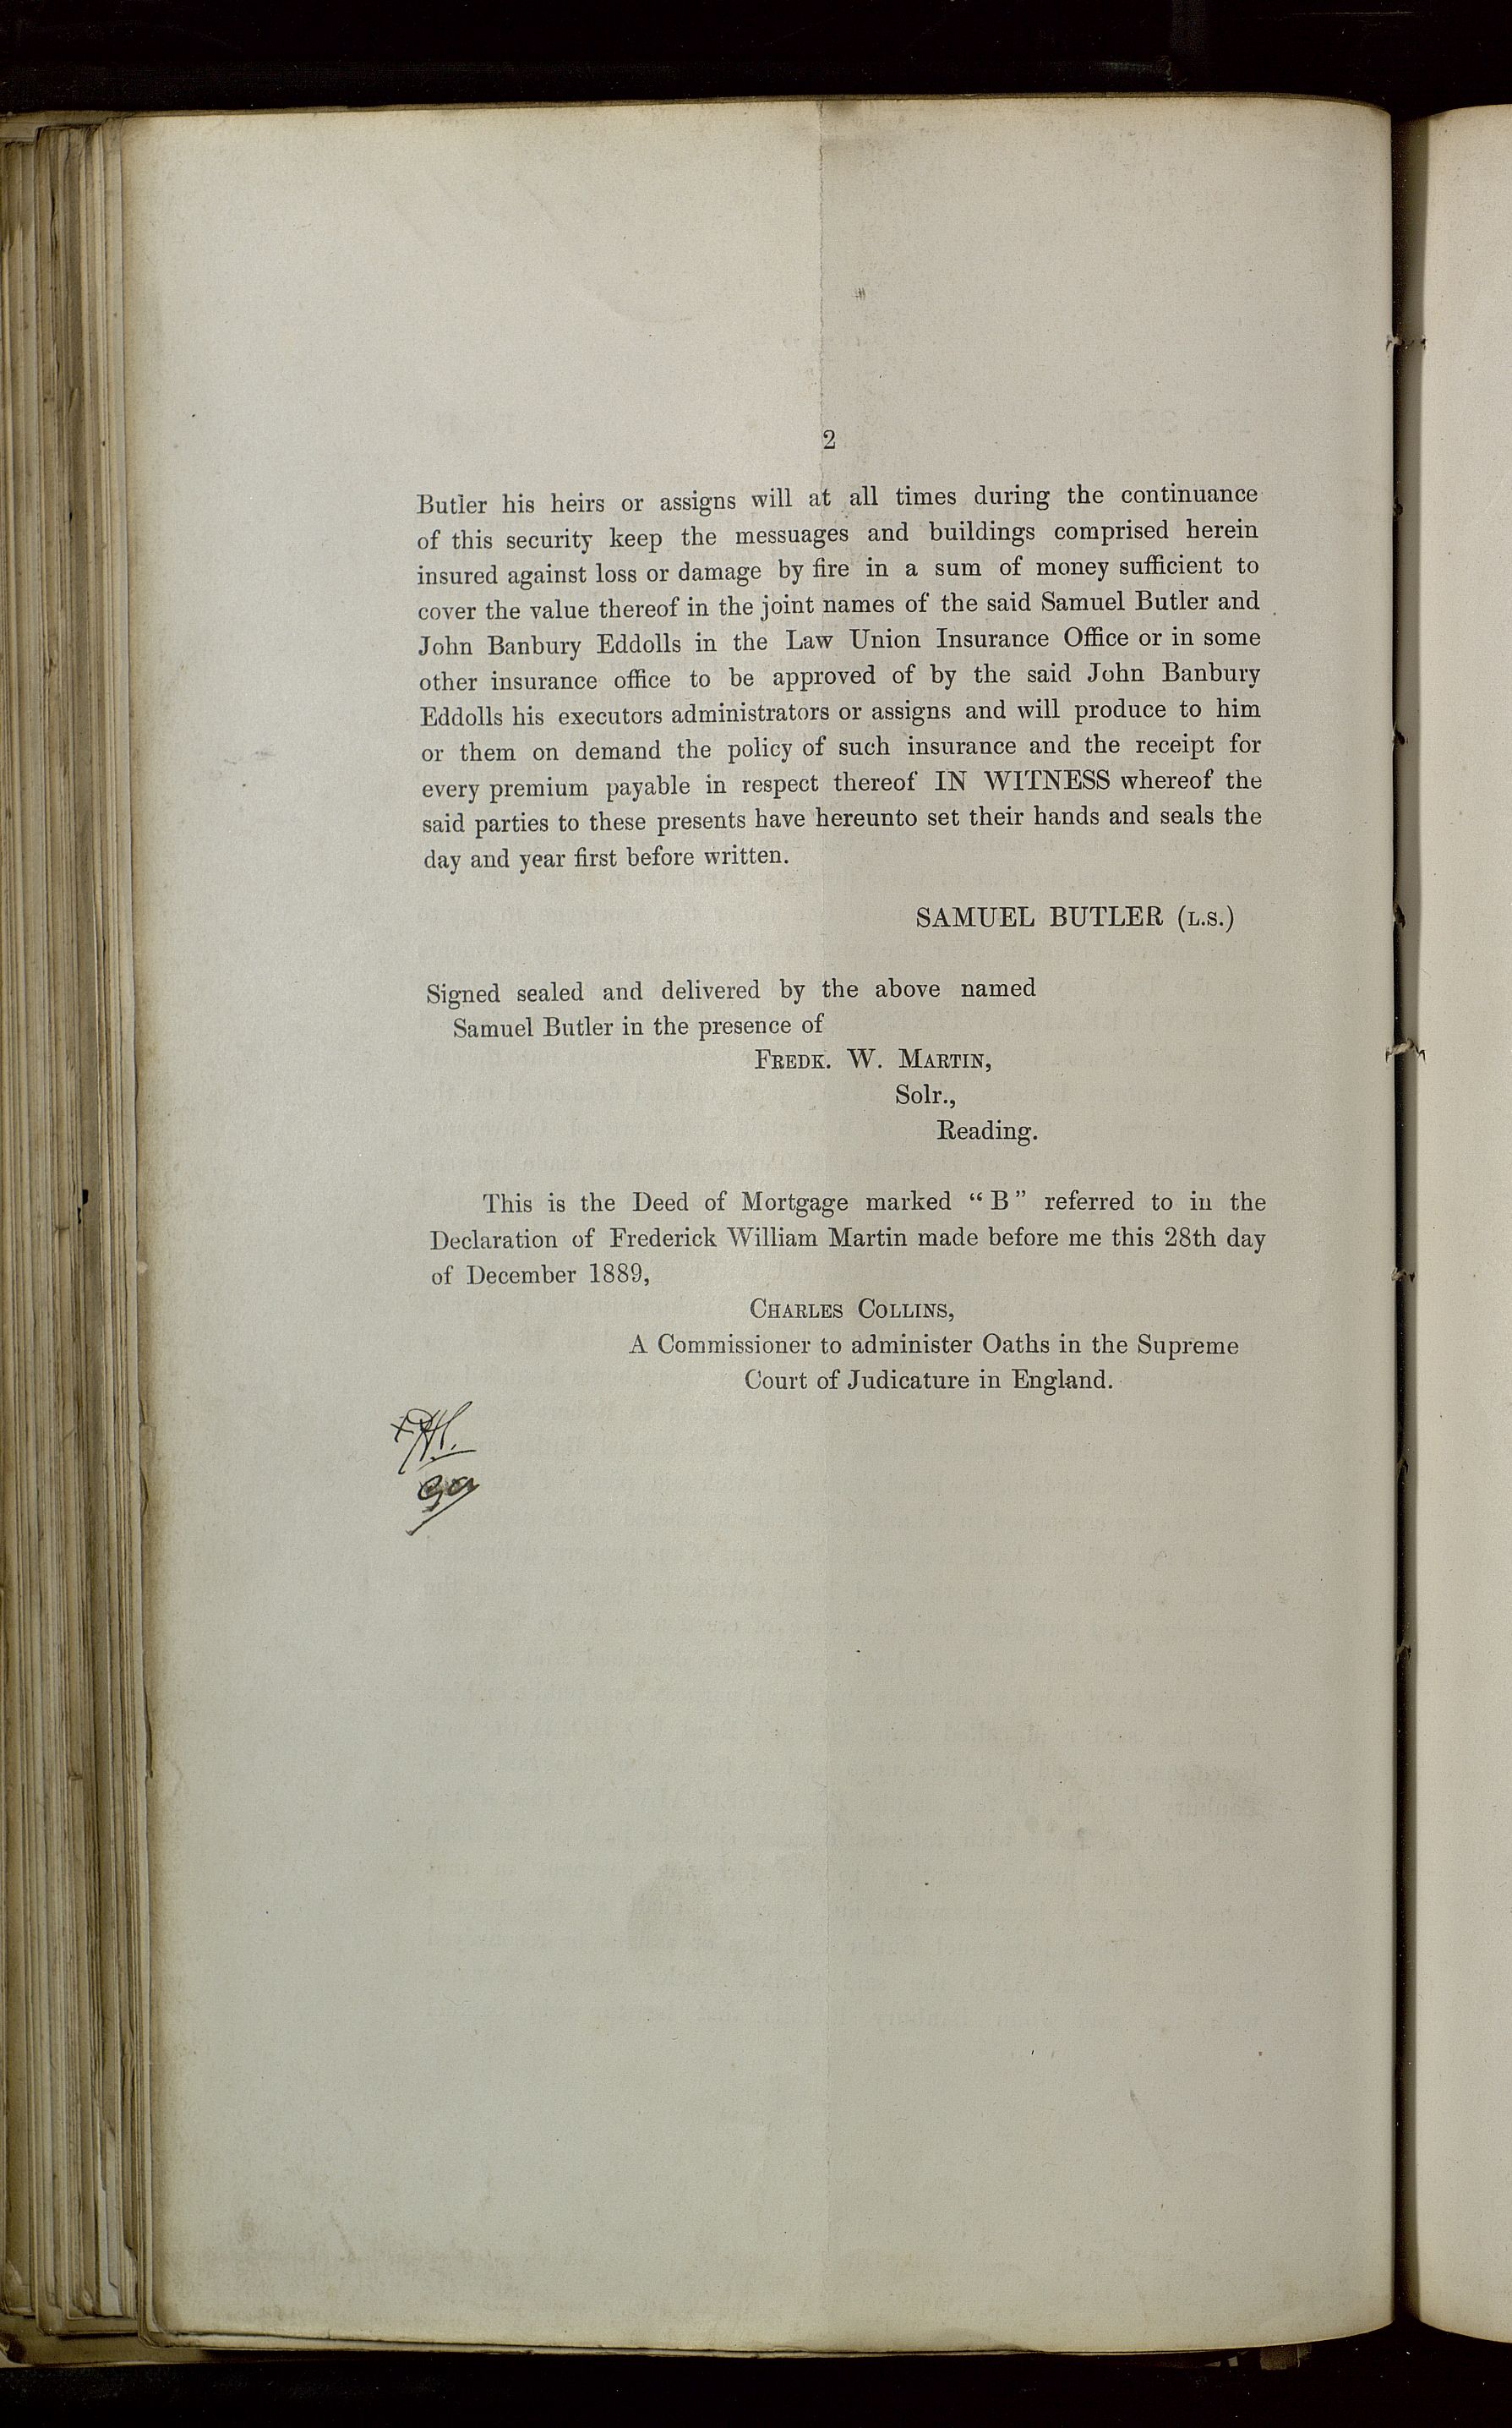 2
Butler his heirs or assigns will at all times during the continuance
of this security keep the messuages and buildings comprised herein
insured against loss or damage by fire in a sum of money sufficient to
cover the value thereof in the joint names of the said Samuel Butler and
John Banbury Eddolls in the Law Union Insurance Office or in some
other insurance office to be approved of by the said John Banbury
Eddolls his executors administrators or assigns and will produce to him
or them on demand the policy of such insurance and the receipt for
every premium payable in respect thereof IN WITNESS whereof the
said parties to these presents have hereunto set their hands and seals the
day and year first before written.
SAMUEL BUTLER (L.S.)
Signed sealed and delivered by the above named
Samuel Butler in the presence of
FREDK. W. MARTIN,
Solr.,
Reading.
This is the Deed of Mortgage marked “B” referred to in the
Declaration of Frederick William Martin made before me this 28th day
of December 1889,
CHARLES COLLINS,
A Commissioner to administer Oaths in the Supreme
Court of Judicature in England.